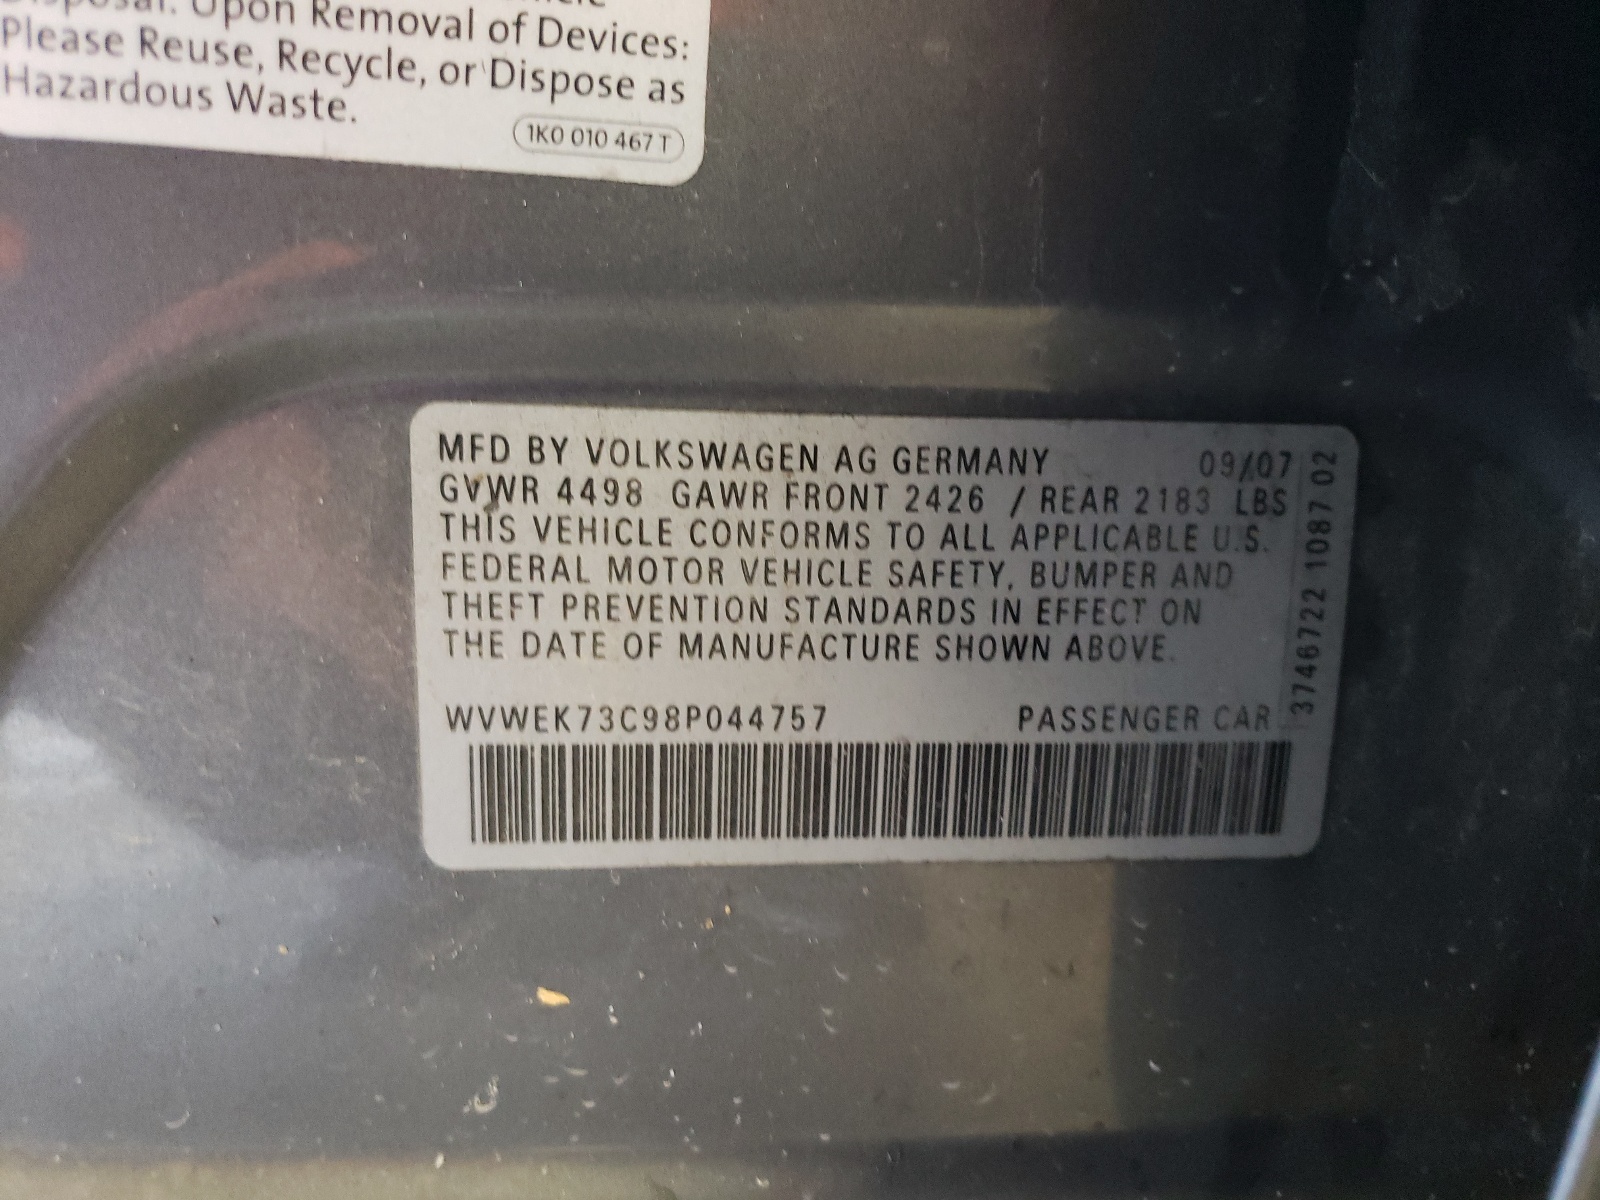 Disposal. Upon Removal of Devices:
Please Reuse, Recycle, or Dispose as
Hazardous Waste.
1K0 010 467 T
MFD BY VOLKSWAGEN AG GERMANY 09/07
GVWR 4498 GAWR FRONT 2426 / REAR 2183 LBS
THIS VEHICLE CONFORMS TO ALL APPLICABLE U.S.
FEDERAL MOTOR VEHICLE SAFETY, BUMPER AND
THEFT PREVENTION STANDARDS IN EFFECT ON
THE DATE OF MANUFACTURE SHOWN ABOVE.
WVWEK73C98P044757 PASSENGER CAR
3746722 1087 02